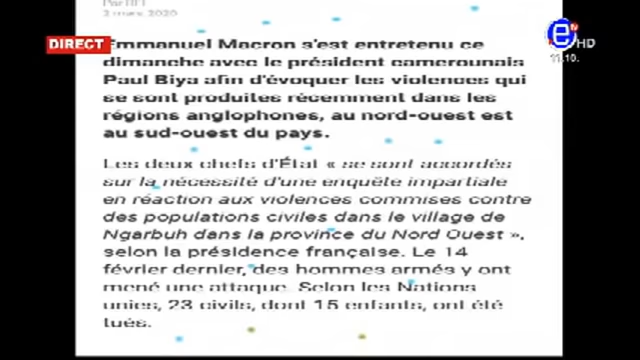 Par RFI
2 mars 2020
DIRECT
e
HD
11.10.
Emmanuel Macron s'est entretenu ce
dimanche avec le président camerounais
Paul Biya afin d'évoquer les violences qui
se sont produites récemment dans les
régions anglophones, au nord-ouest est
au sud-ouest du pays.
Les deux chefs d'État « se sont accordés
sur la nécessité d'une enquête impartiale
en réaction aux violences commises contre
des populations civiles dans le village de
Ngarbuh dans la province du Nord Ouest »,
selon la présidence française. Le 14
février dernier, des hommes armés y ont
mené une attaque. Selon les Nations
unies, 23 civils, dont 15 enfants, ont été
tués.